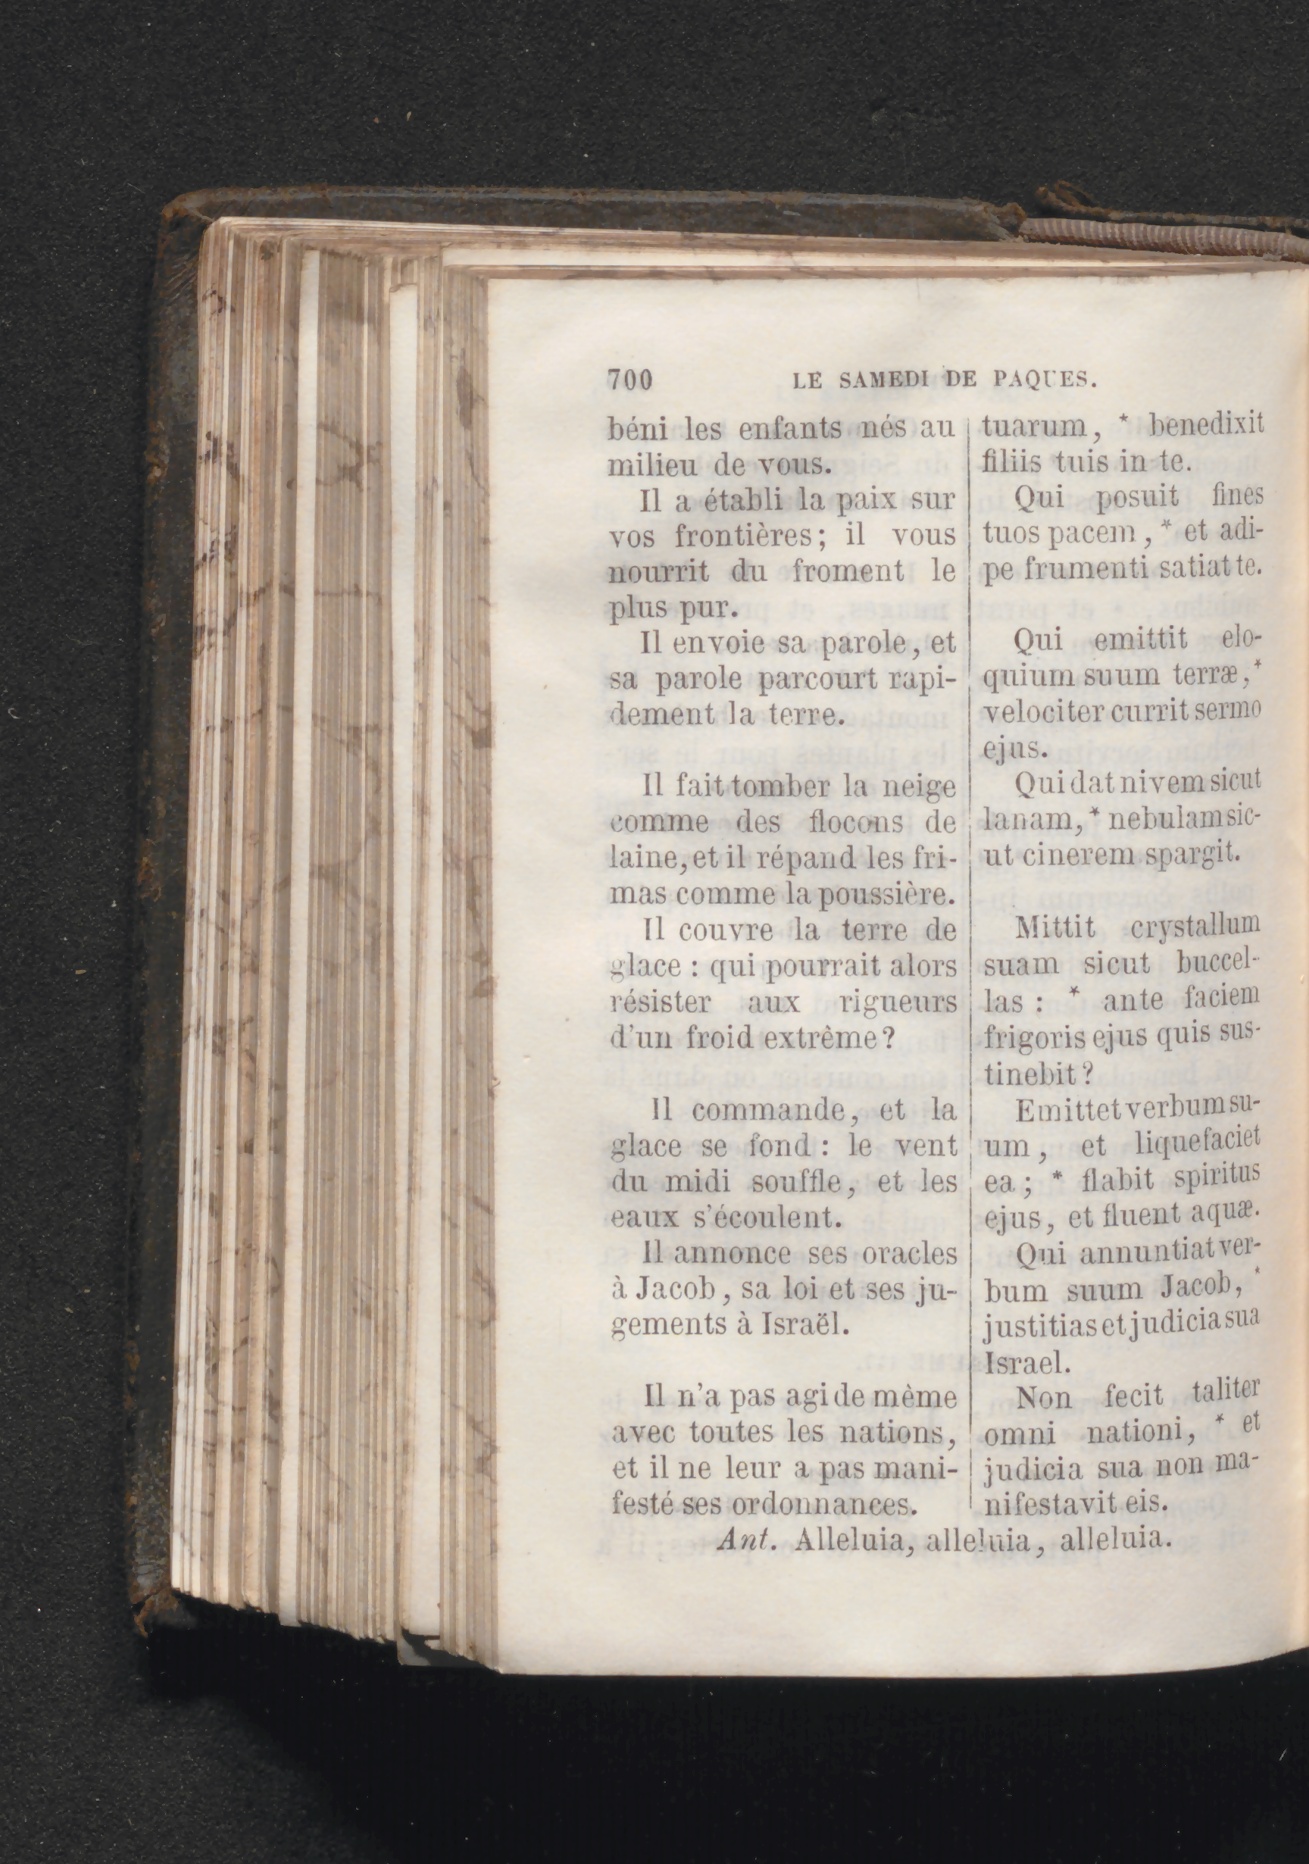 700 LE SAMEDI DE PAQUES.
béni les enfants nés au
milieu de vous.
Il a établi la paix sur
vos frontières; il vous
nourrit du froment le
plus pur.
Il envoie sa parole, et
sa parole parcourt rapi-
dement la terre.
Il fait tomber la neige
comme des flocons de
laine, et il répand les fri-
mas comme la poussière.
Il couvre la terre de
glace : qui pourrait alors
résister aux rigueurs
d'un froid extrême?
Il commande, et la
glace se fond : le vent
du midi souffle, et les
eaux s'écoulent.
Il annonce ses oracles
à Jacob, sa loi et ses ju-
gements à Israël.
Il n'a pas agi de même
avec toutes les nations,
et il ne leur a pas mani-
festé ses ordonnances.
tuarum, * benedixit
filiis tuis in te.
Qui posuit fines
tuos pacem, * et adi-
pe frumenti satiat te.
Qui emittit elo-
quium suum terræ, *
velociter currit sermo
ejus.
Qui dat nivem sicut
lanam, * nebulam sic-
ut cinerem spargit.
Mittit crystallum
suam sicut buccel-
las : * ante faciem
frigoris ejus quis sus-
tinebit?
Emittet verbum su-
um, et liquefaciet
ea; * flabit spiritus
ejus, et fluent aquæ.
Qui annuntiat ver-
bum suum Jacob, *
justitias et judicia sua
Israel.
Non fecit taliter
omni nationi, * et
judicia sua non ma-
nifestavit eis.
Ant. Alleluia, alleluia, alleluia.